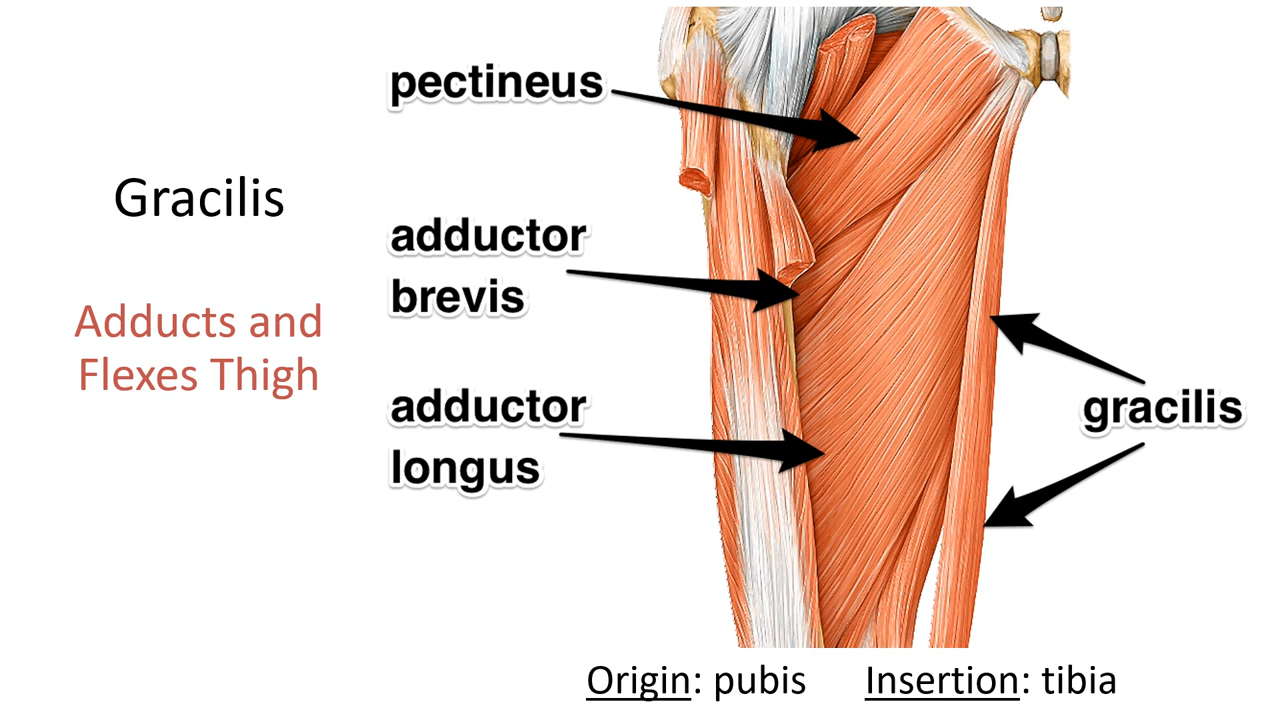 Gracilis
Adducts and
Flexes Thigh
pectineus
adductor
brevis
adductor
longus
gracilis
Origin: pubis Insertion: tibia